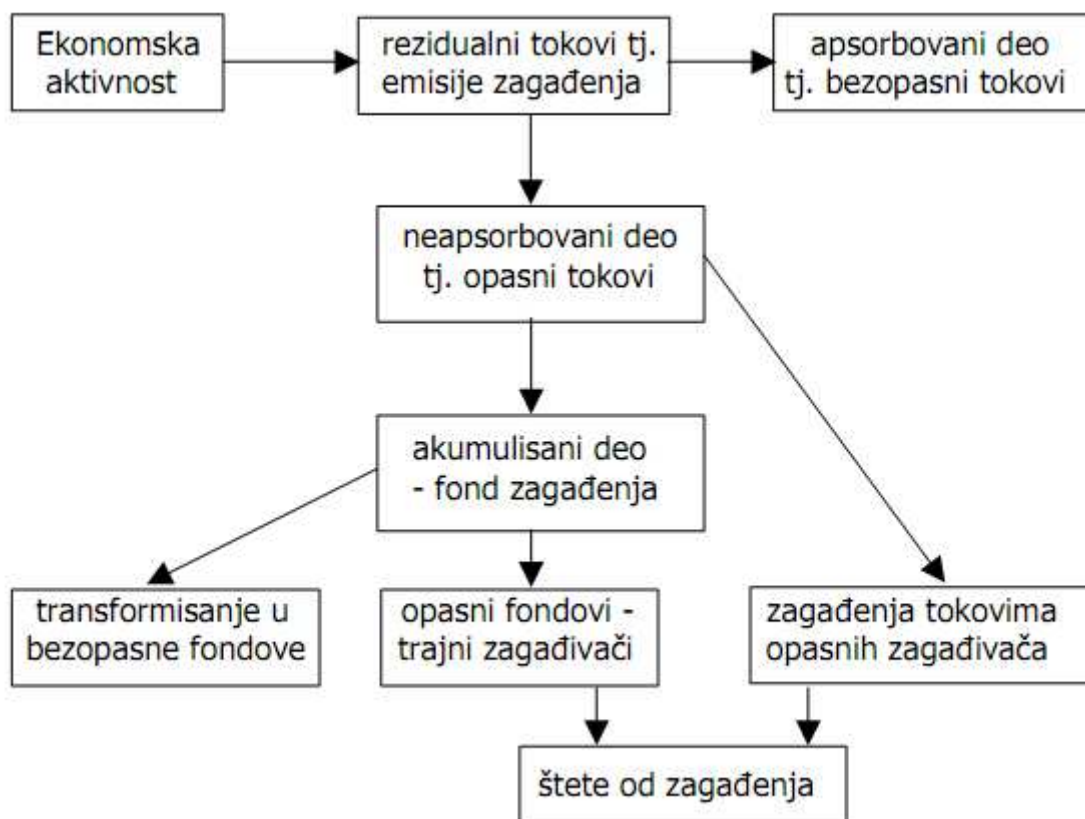 Ekonomska
aktivnost
rezidualni tokovi tj.
emisije zagađenja
apsorbovani deo
tj. bezopasni tokovi
neapsorbovani deo
tj. opasni tokovi
akumulisani deo
- fond zagađenja
transformisanje u
bezopasne fondove
opasni fondovi -
trajni zagađivači
zagađenja tokovima
opasnih zagađivača
štete od zagađenja